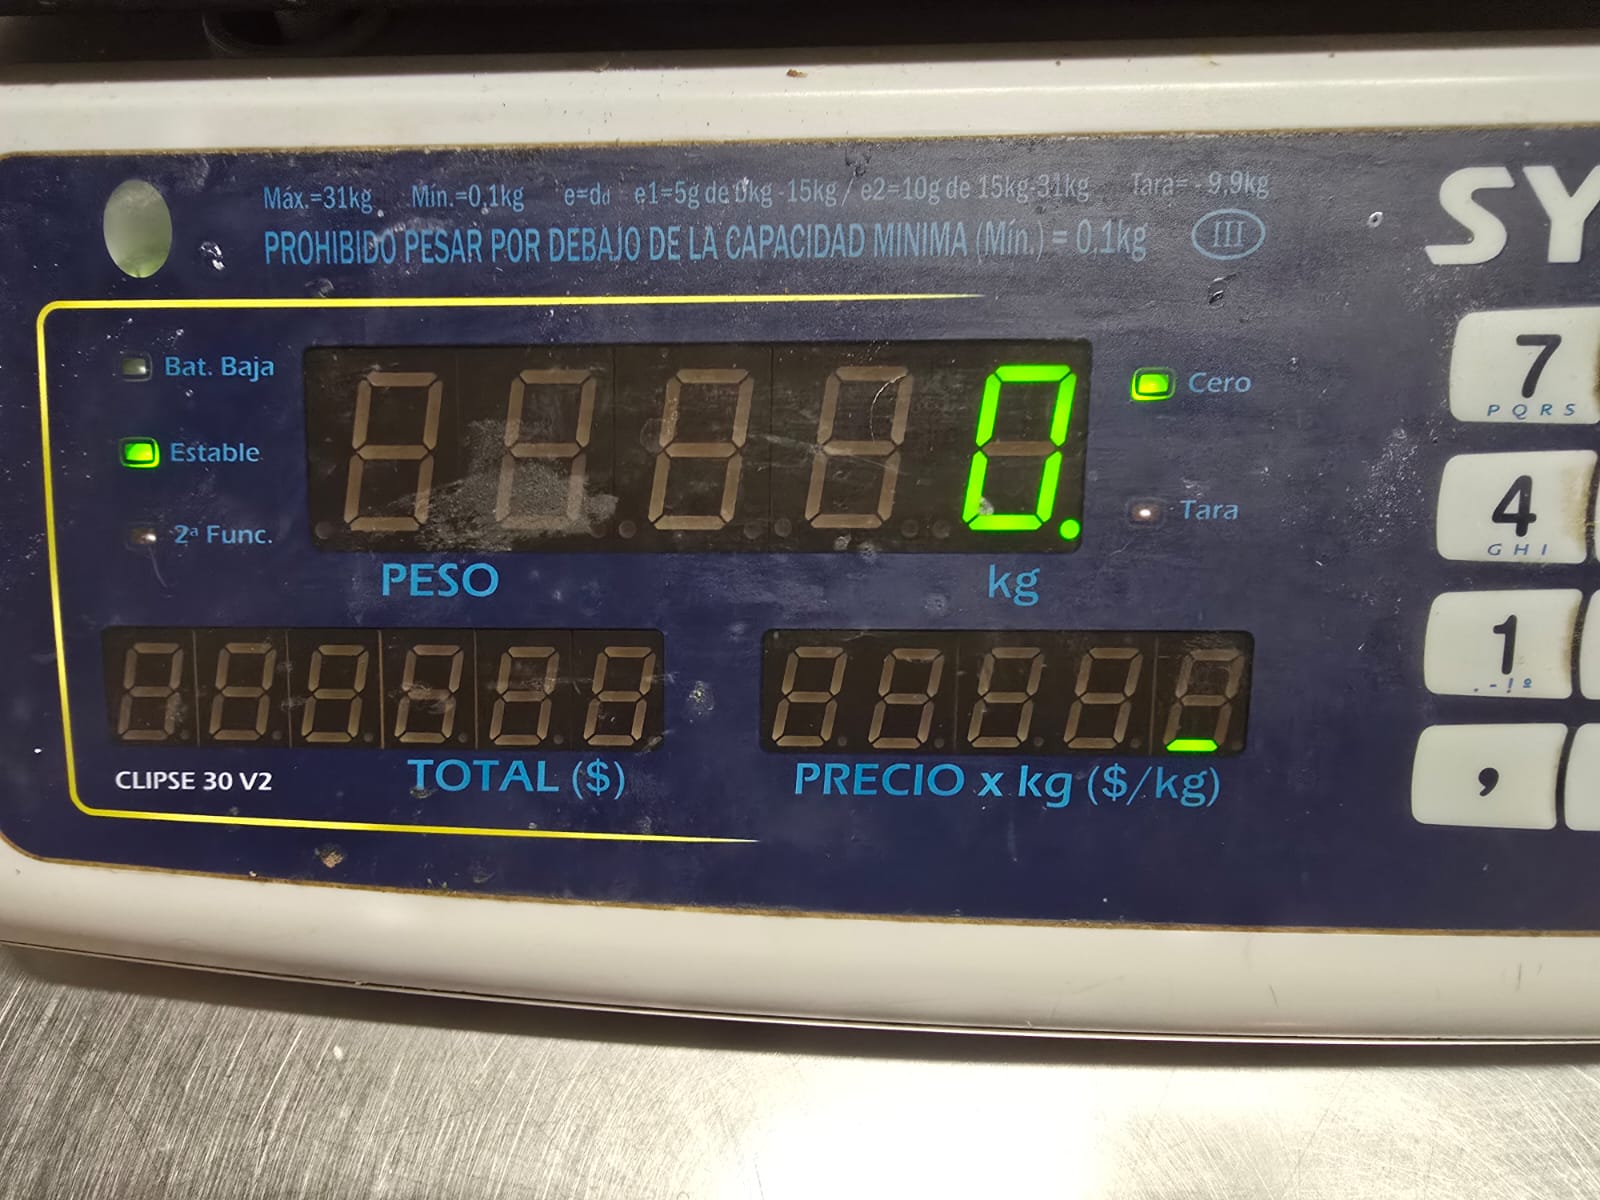 Máx.=31kg Mín.=0,1kg e=dd e1=5g de 0kg -15kg / e2=10g de 15kg-31kg Tara= - 9,9kg
PROHIBIDO PESAR POR DEBAJO DE LA CAPACIDAD MINIMA (Mín.) = 0,1kg III
SY
Bat. Baja
Estable
2ª Func.
0.
Cero
Tara
PESO kg
_
CLIPSE 30 V2 TOTAL ($) PRECIO x kg ($/kg)
7
PQRS
4
GHI
1
.-!º
,